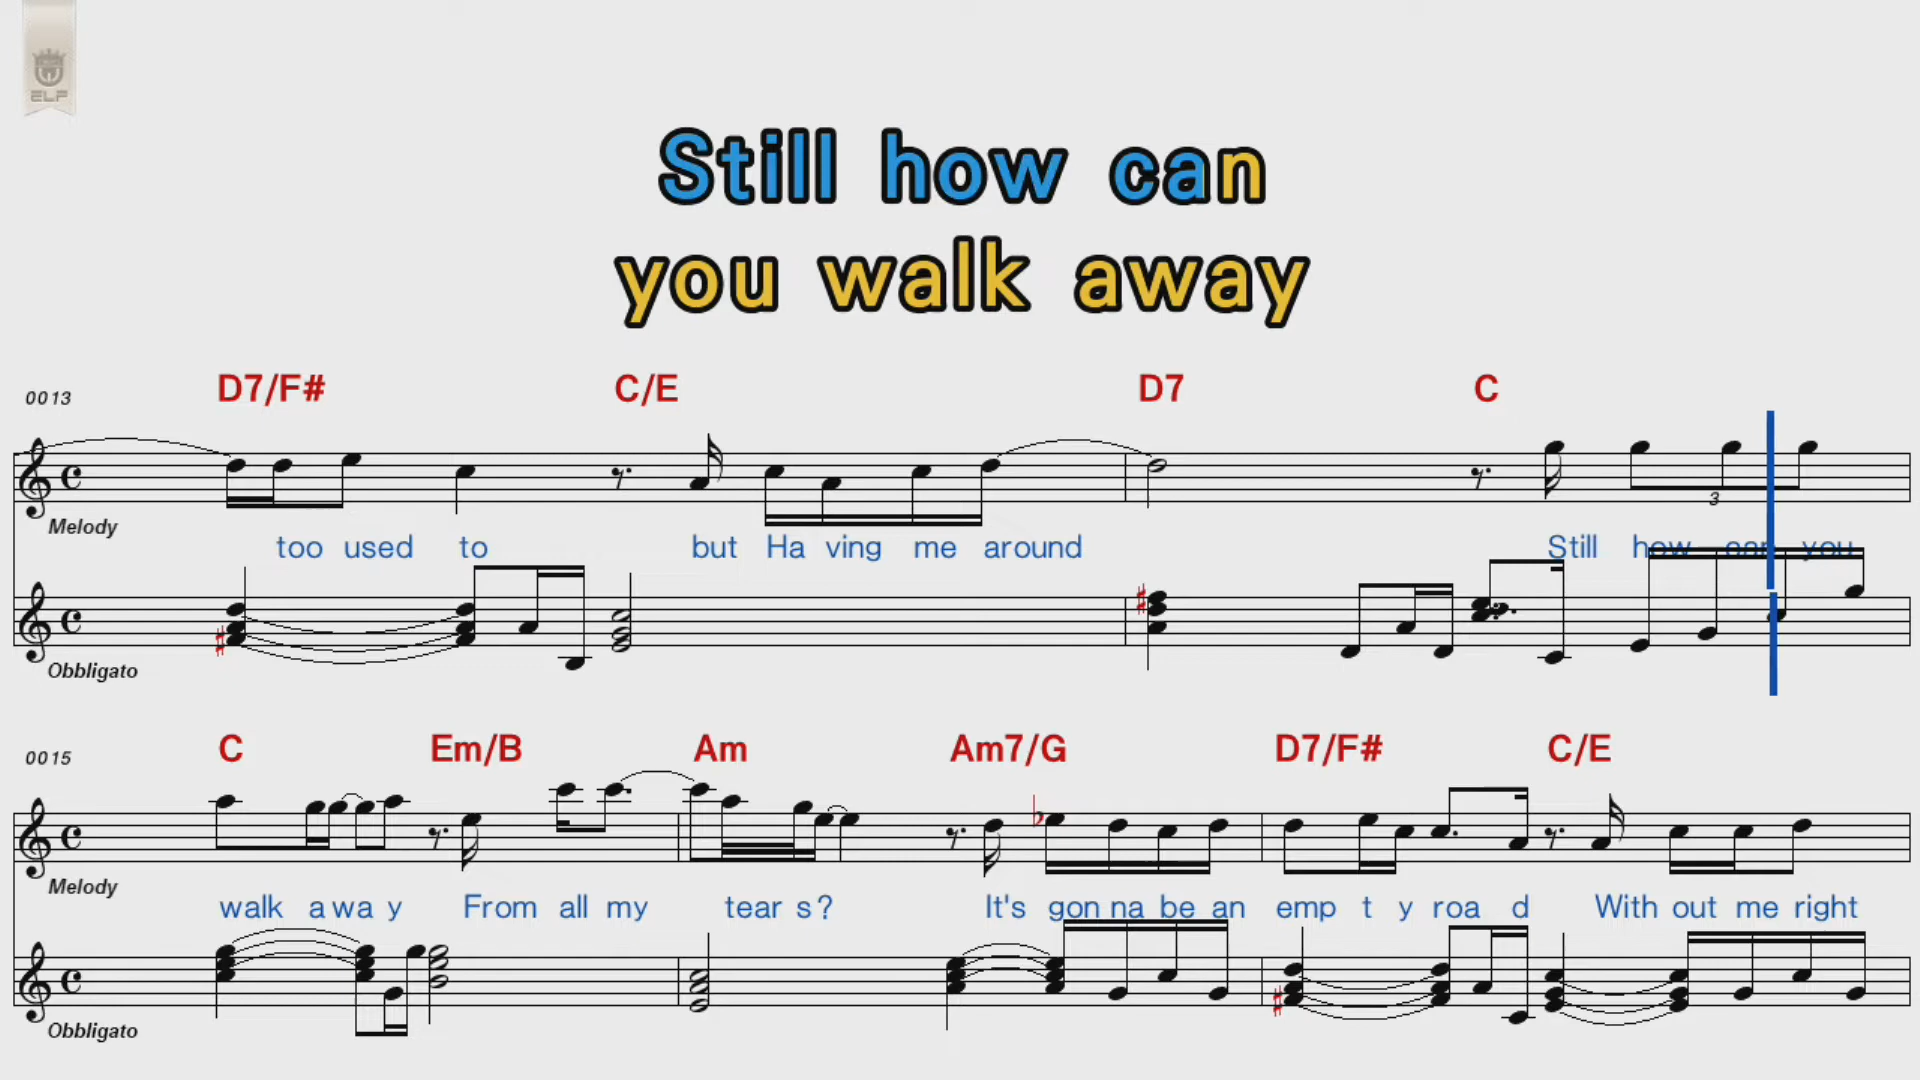 ELF
Still how can
you walk away
0013 D7/F# C/E D7 C
3
Melody
too used to but Ha ving me around Still how can you
Obbligato
0015 C Em/B Am Am7/G D7/F# C/E
Melody
walk a wa y From all my tear s? It's gon na be an emp t y roa d With out me right
Obbligato